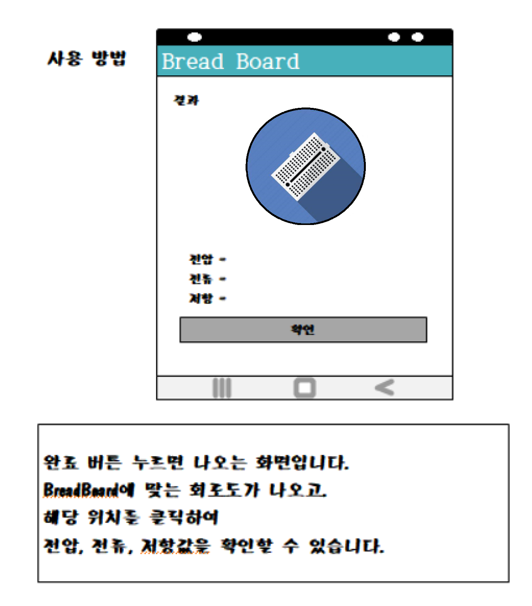 사용 방법
Bread Board
결과
전압 -
전류 -
저항 -
확인
완료 버튼 누르면 나오는 화면입니다.
BreadBoard에 맞는 회로도가 나오고.
해당 위치를 클릭하여
전압, 전류, 저항값을 확인할 수 있습니다.